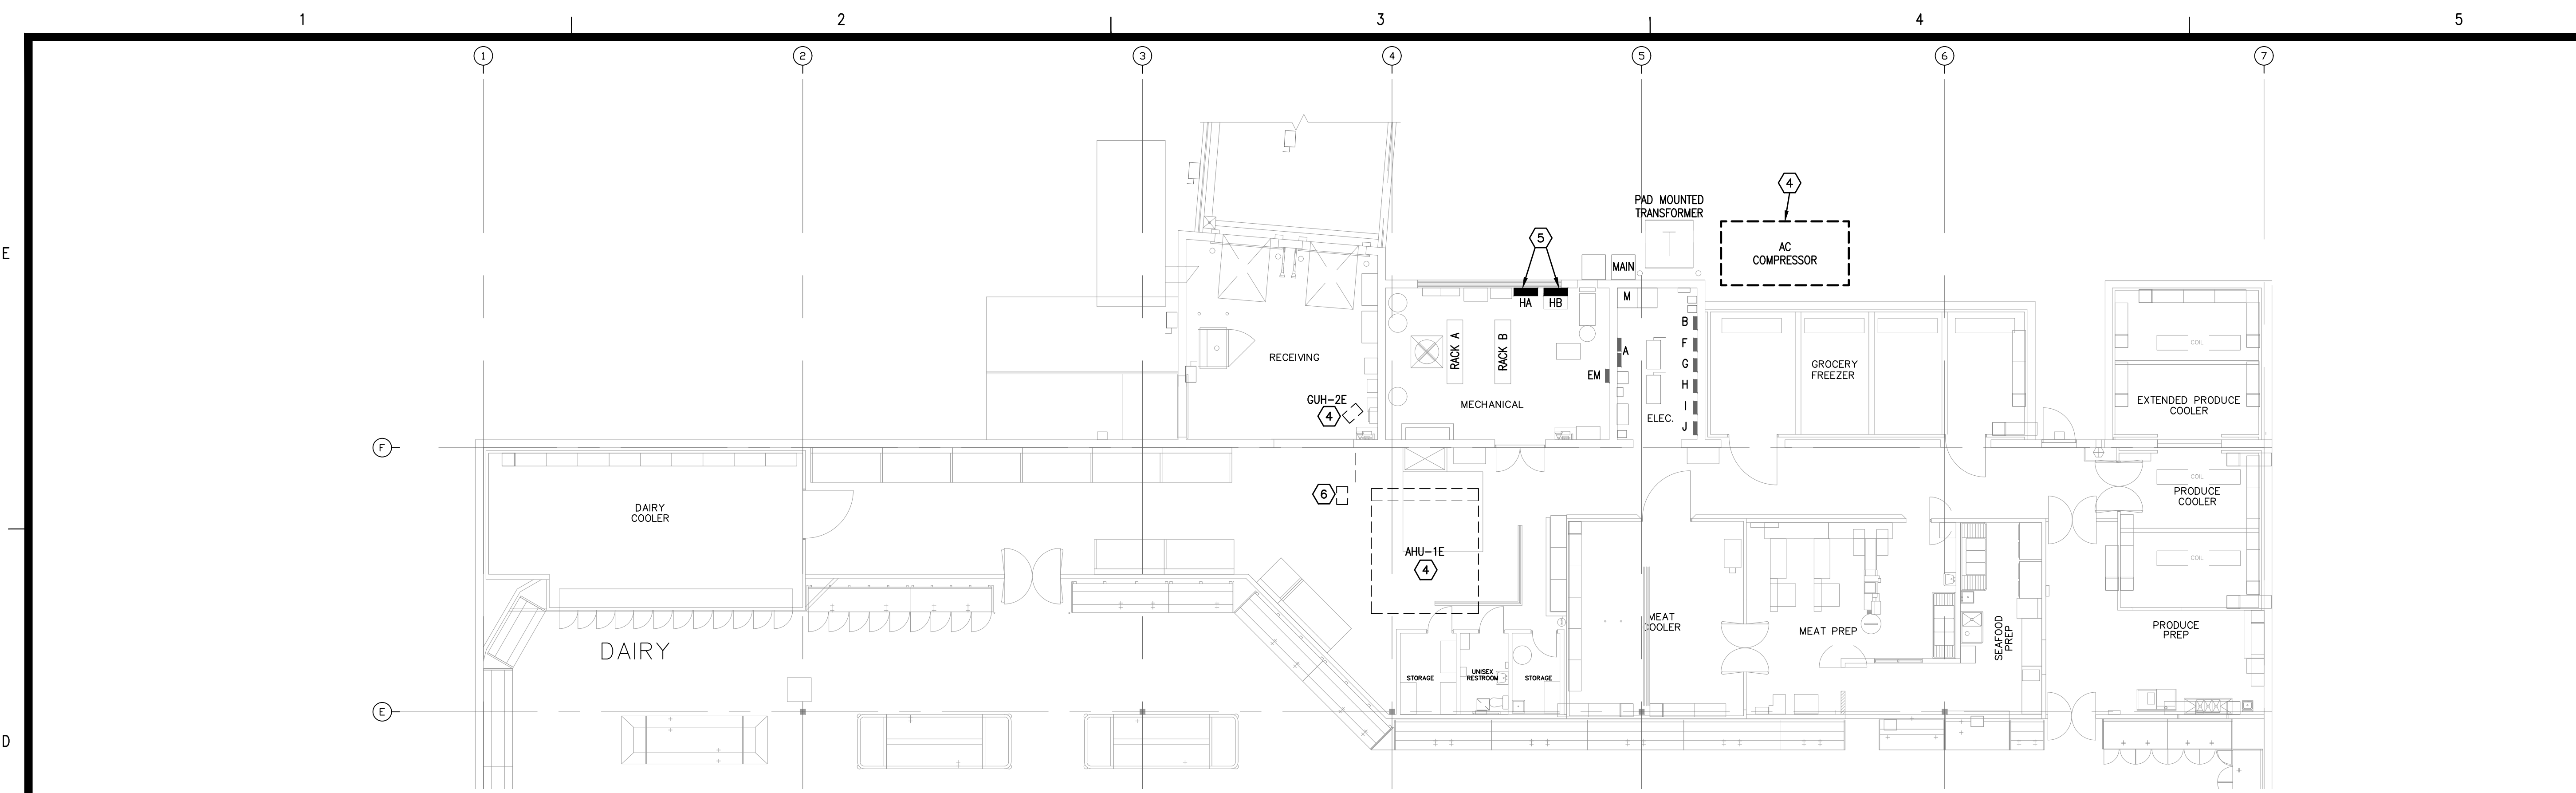 1 2 3 4 5
1 2 3 4 5 6 7
4
PAD MOUNTED
TRANSFORMER
5
T
E
AC
COMPRESSOR
MAIN
M
HA
HB
B
A
F
G
H
I
J
RACK A
RACK B
EM
RECEIVING
MECHANICAL
ELEC.
GROCERY
FREEZER
COIL
EXTENDED PRODUCE
COOLER
GUH-2E
4
F
COIL
PRODUCE
COOLER
6
DAIRY
COOLER
AHU-1E
4
COIL
MEAT
COOLER
MEAT PREP
SEAFOOD
PREP
PRODUCE
PREP
DAIRY
STORAGE
UNISEX
RESTROOM
STORAGE
E
D